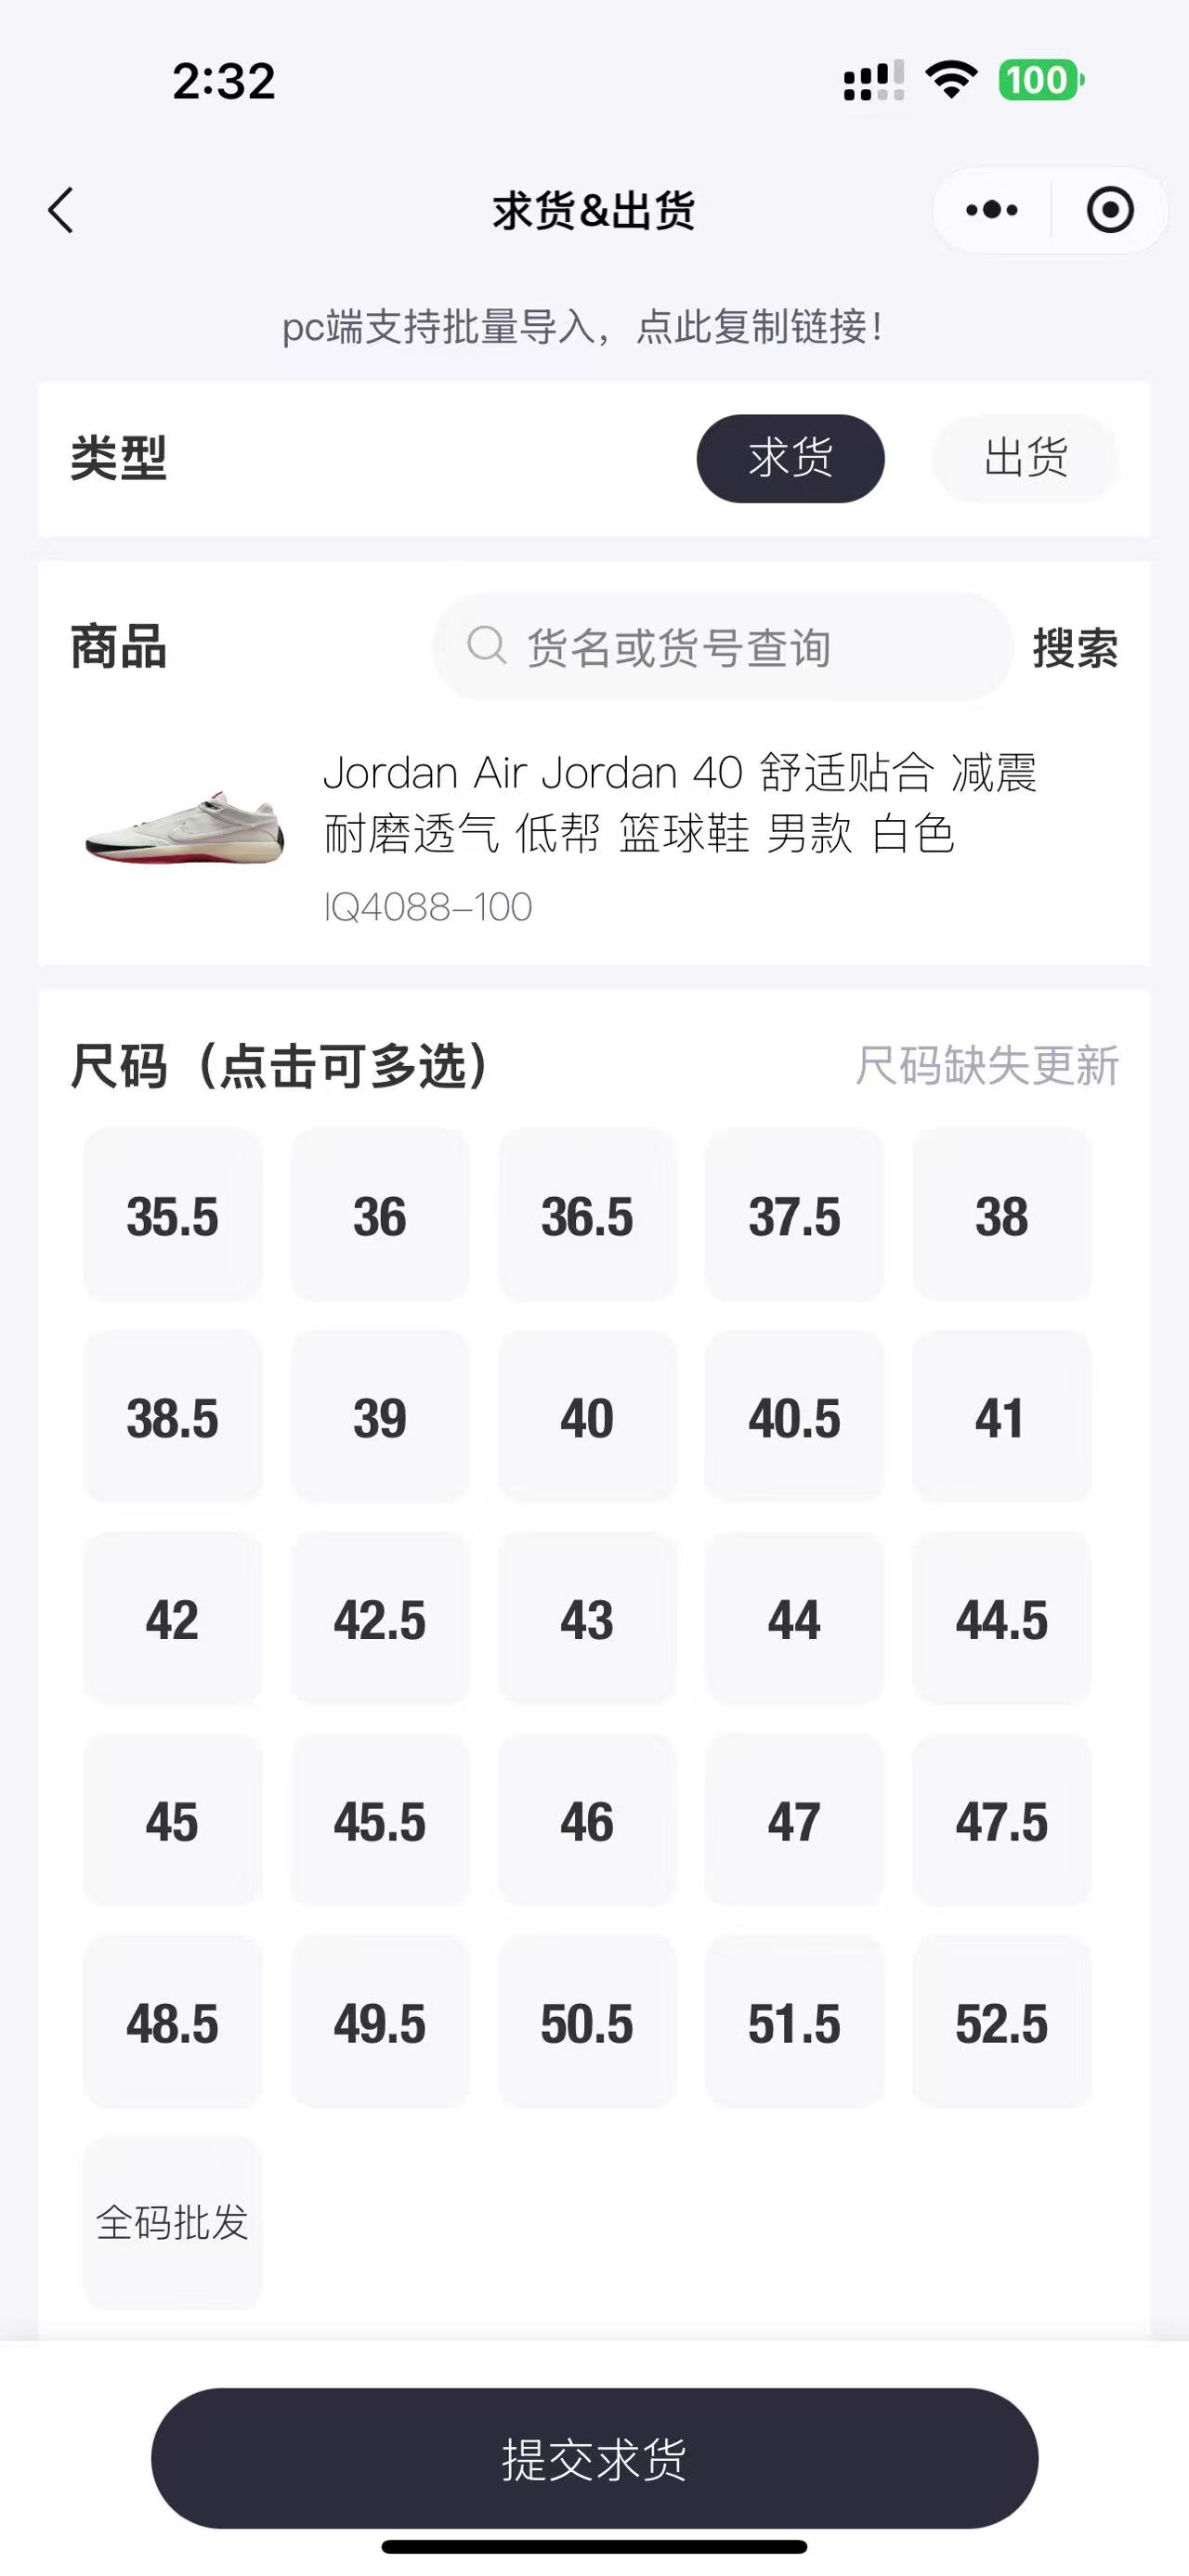 2:32
100
求货&出货
pc端支持批量导入，点此复制链接！
类型
求货
出货
商品
货名或货号查询
搜索
Jordan Air Jordan 40 舒适贴合 减震
耐磨透气 低帮 篮球鞋 男款 白色
IQ4088-100
尺码（点击可多选）
尺码缺失更新
35.5
36
36.5
37.5
38
38.5
39
40
40.5
41
42
42.5
43
44
44.5
45
45.5
46
47
47.5
48.5
49.5
50.5
51.5
52.5
全码批发
提交求货